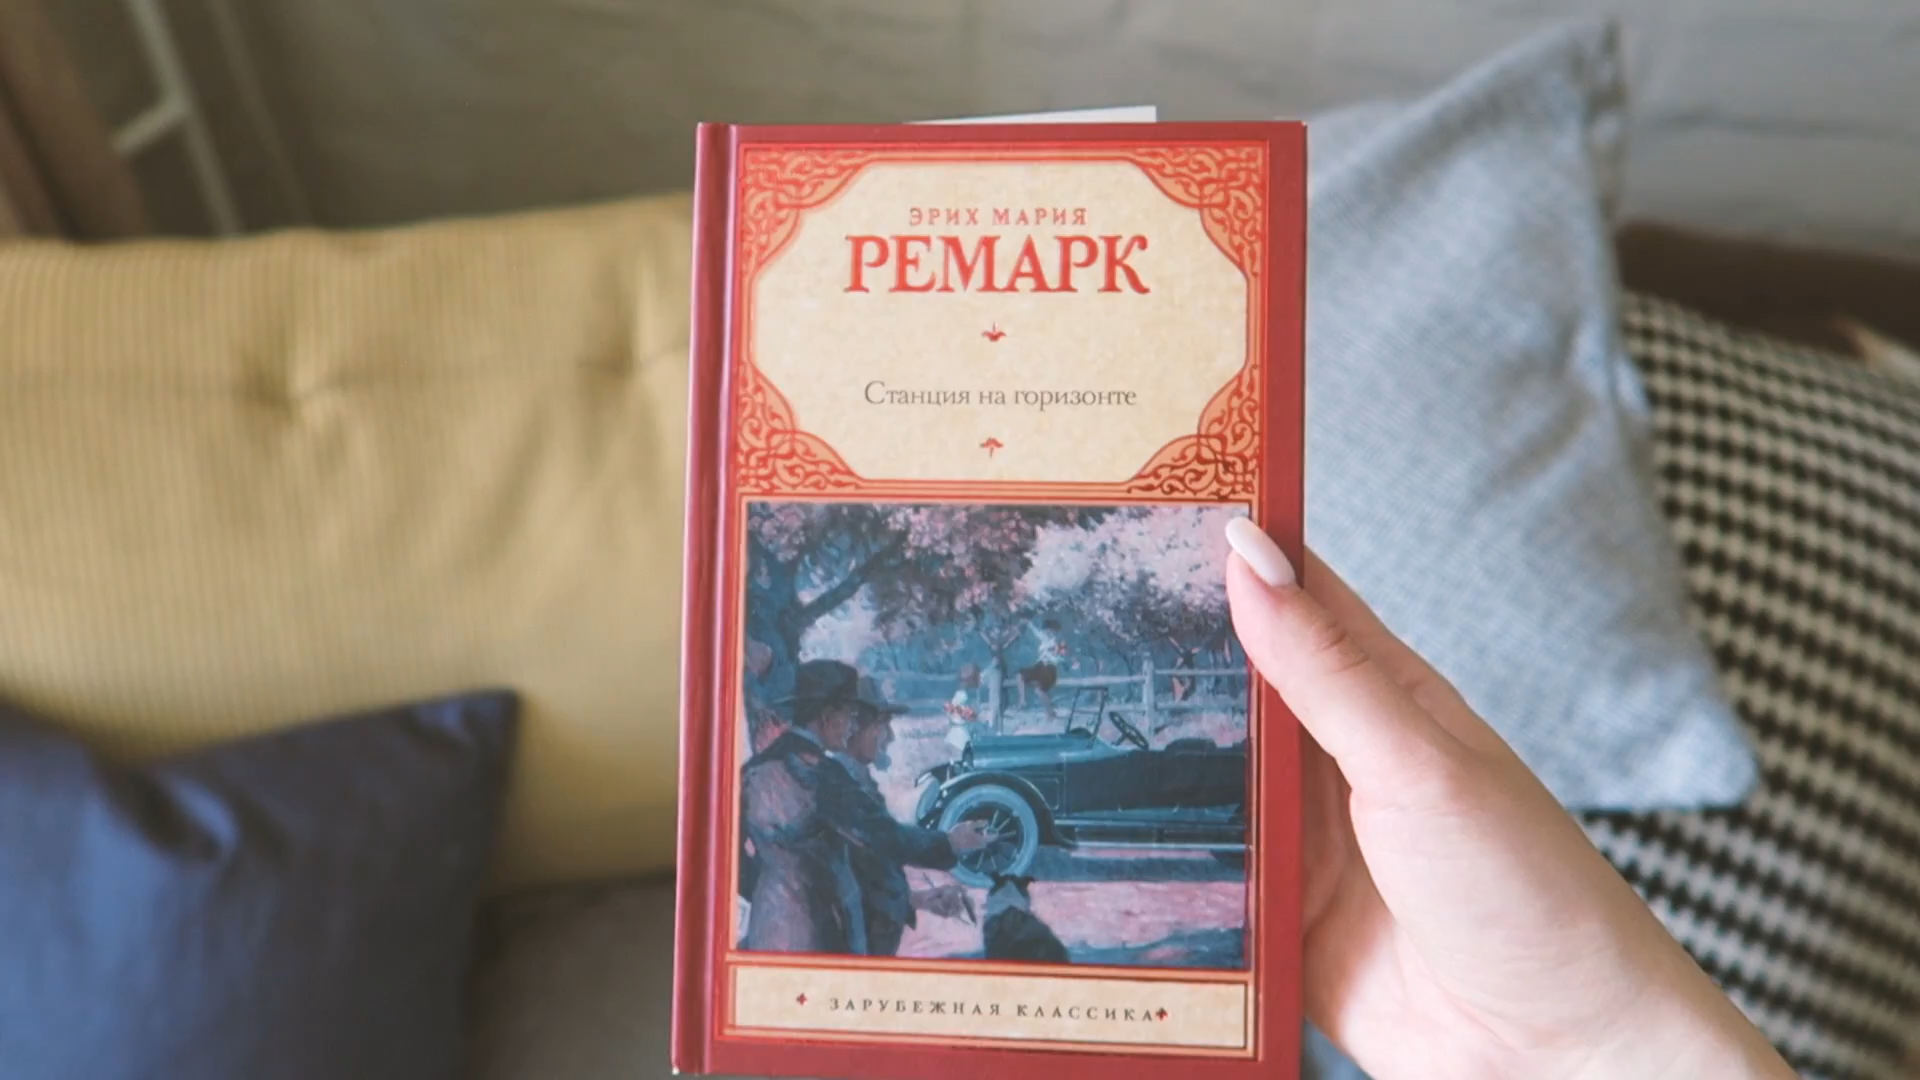 ЭРИХ МАРИЯ
РЕМАРК
Станция на горизонте
ЗАРУБЕЖНАЯ КЛАССИКА